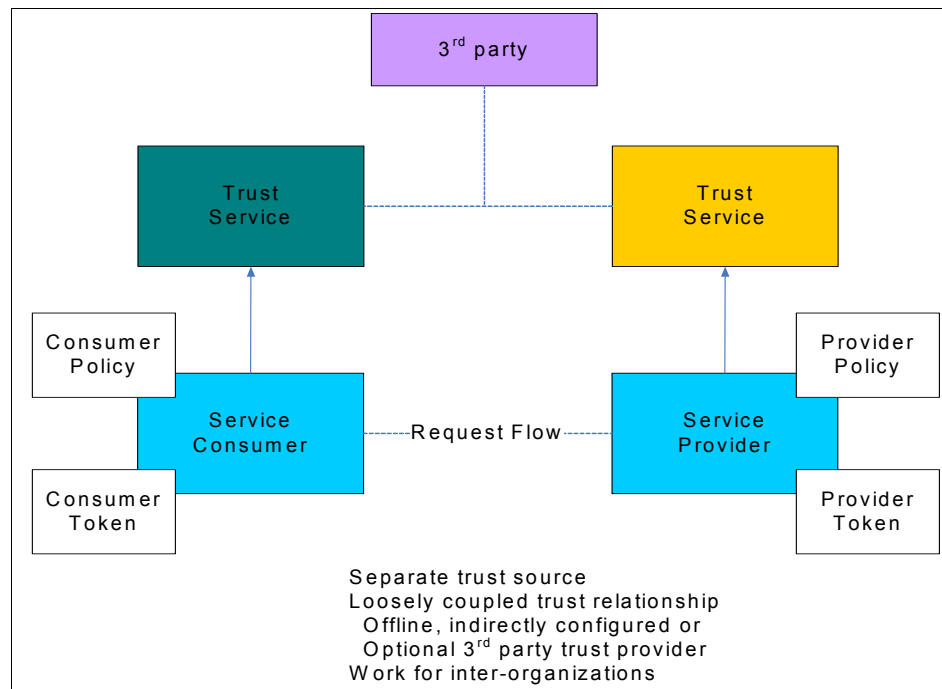 3rd party
Trust
Service
Trust
Service
Consumer
Policy
Provider
Policy
Service
Consumer
Request Flow
Service
Provider
Consumer
Token
Provider
Token
Separate trust source
Loosely coupled trust relationship
Offline, indirectly configured or
Optional 3rd party trust provider
Work for inter-organizations